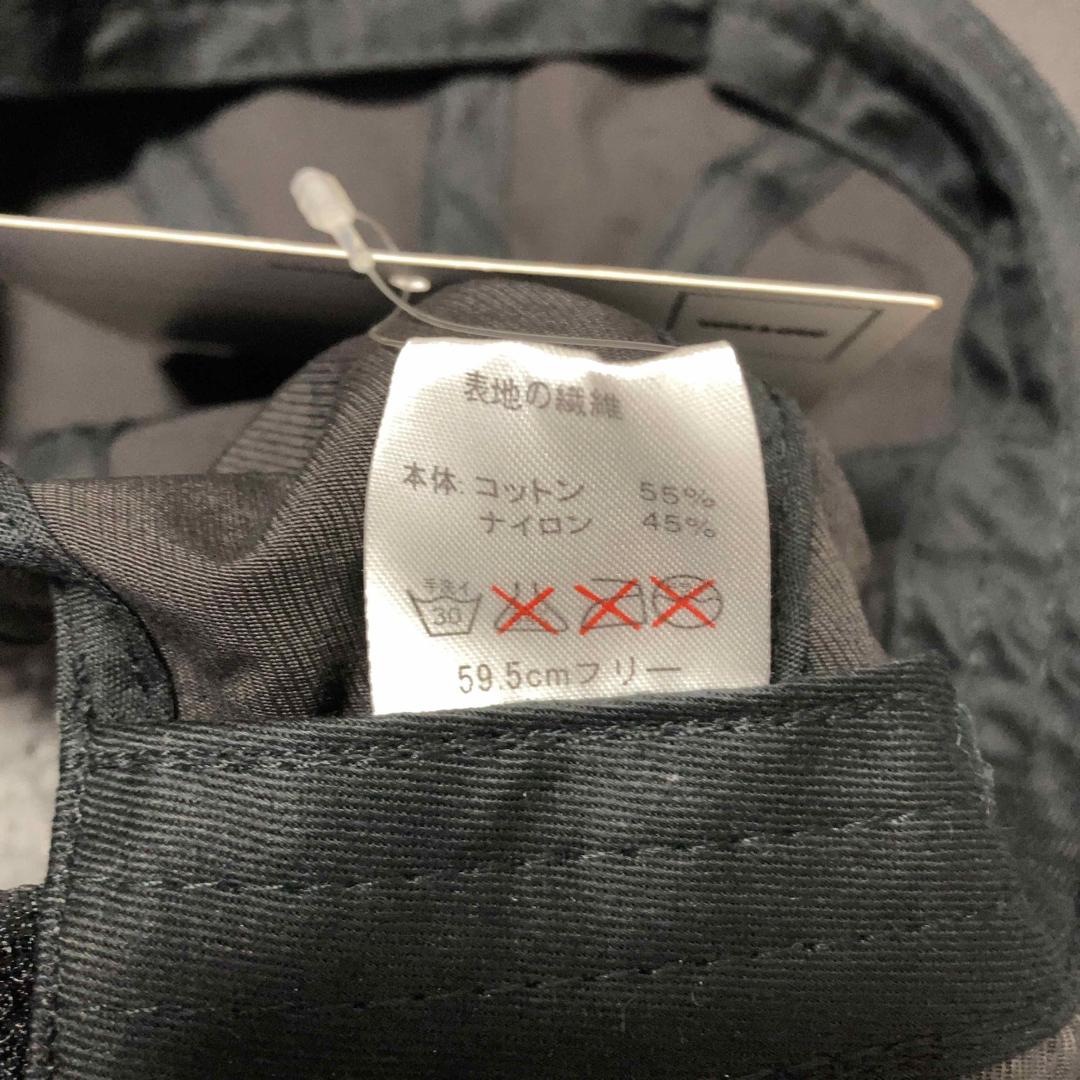 表地の繊維
本体. コットン 55%
ナイロン 45%
手洗イ
30
59.5cmフリー